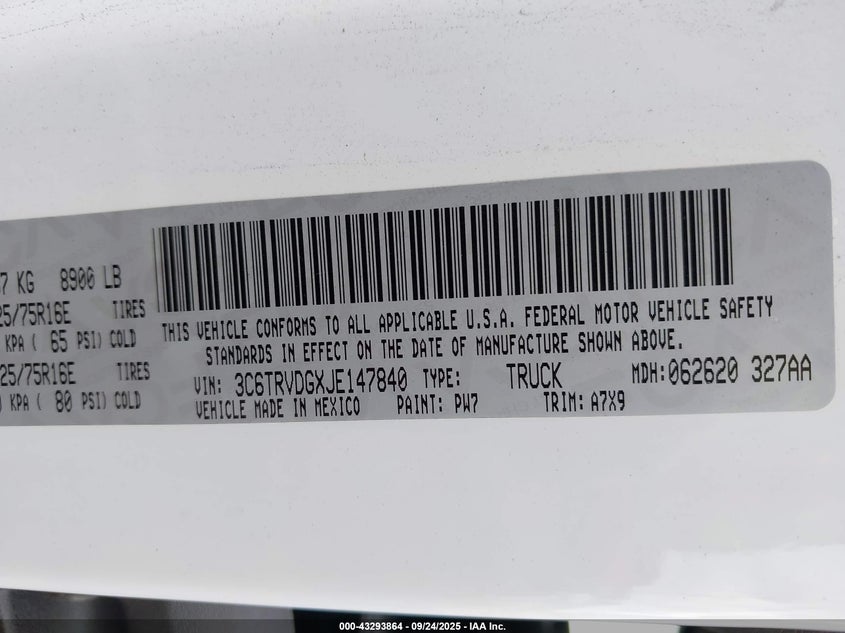 7 KG 8900 LB
25/75R16E TIRES
KPA ( 65 PSI) COLD
25/75R16E TIRES
KPA ( 80 PSI) COLD
THIS VEHICLE CONFORMS TO ALL APPLICABLE U.S.A. FEDERAL MOTOR VEHICLE SAFETY
STANDARDS IN EFFECT ON THE DATE OF MANUFACTURE SHOWN ABOVE.
VIN: 3C6TRVDGXJE147840 TYPE: TRUCK MDH:062620 327AA
VEHICLE MADE IN MEXICO PAINT: PW7 TRIM: A7X9
000-43293864 - 09/24/2025 - IAA Inc.